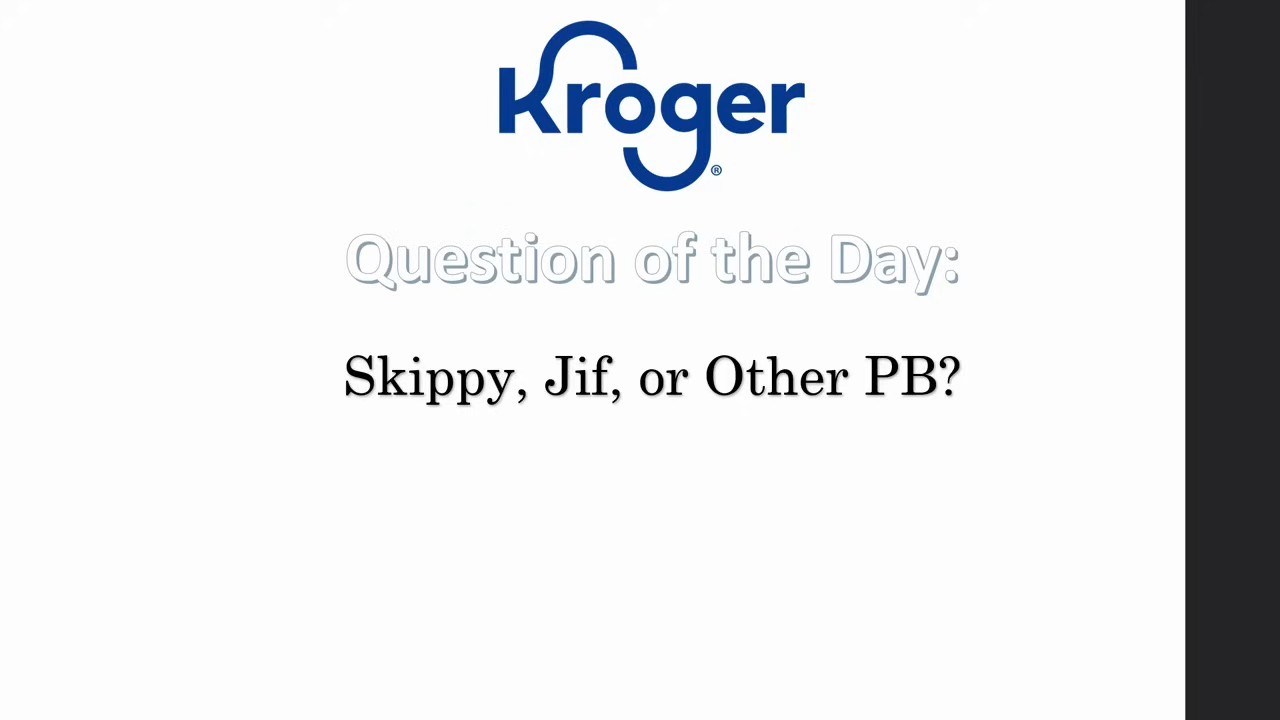 Kroger®
Question of the Day:
Skippy, Jif, or Other PB?